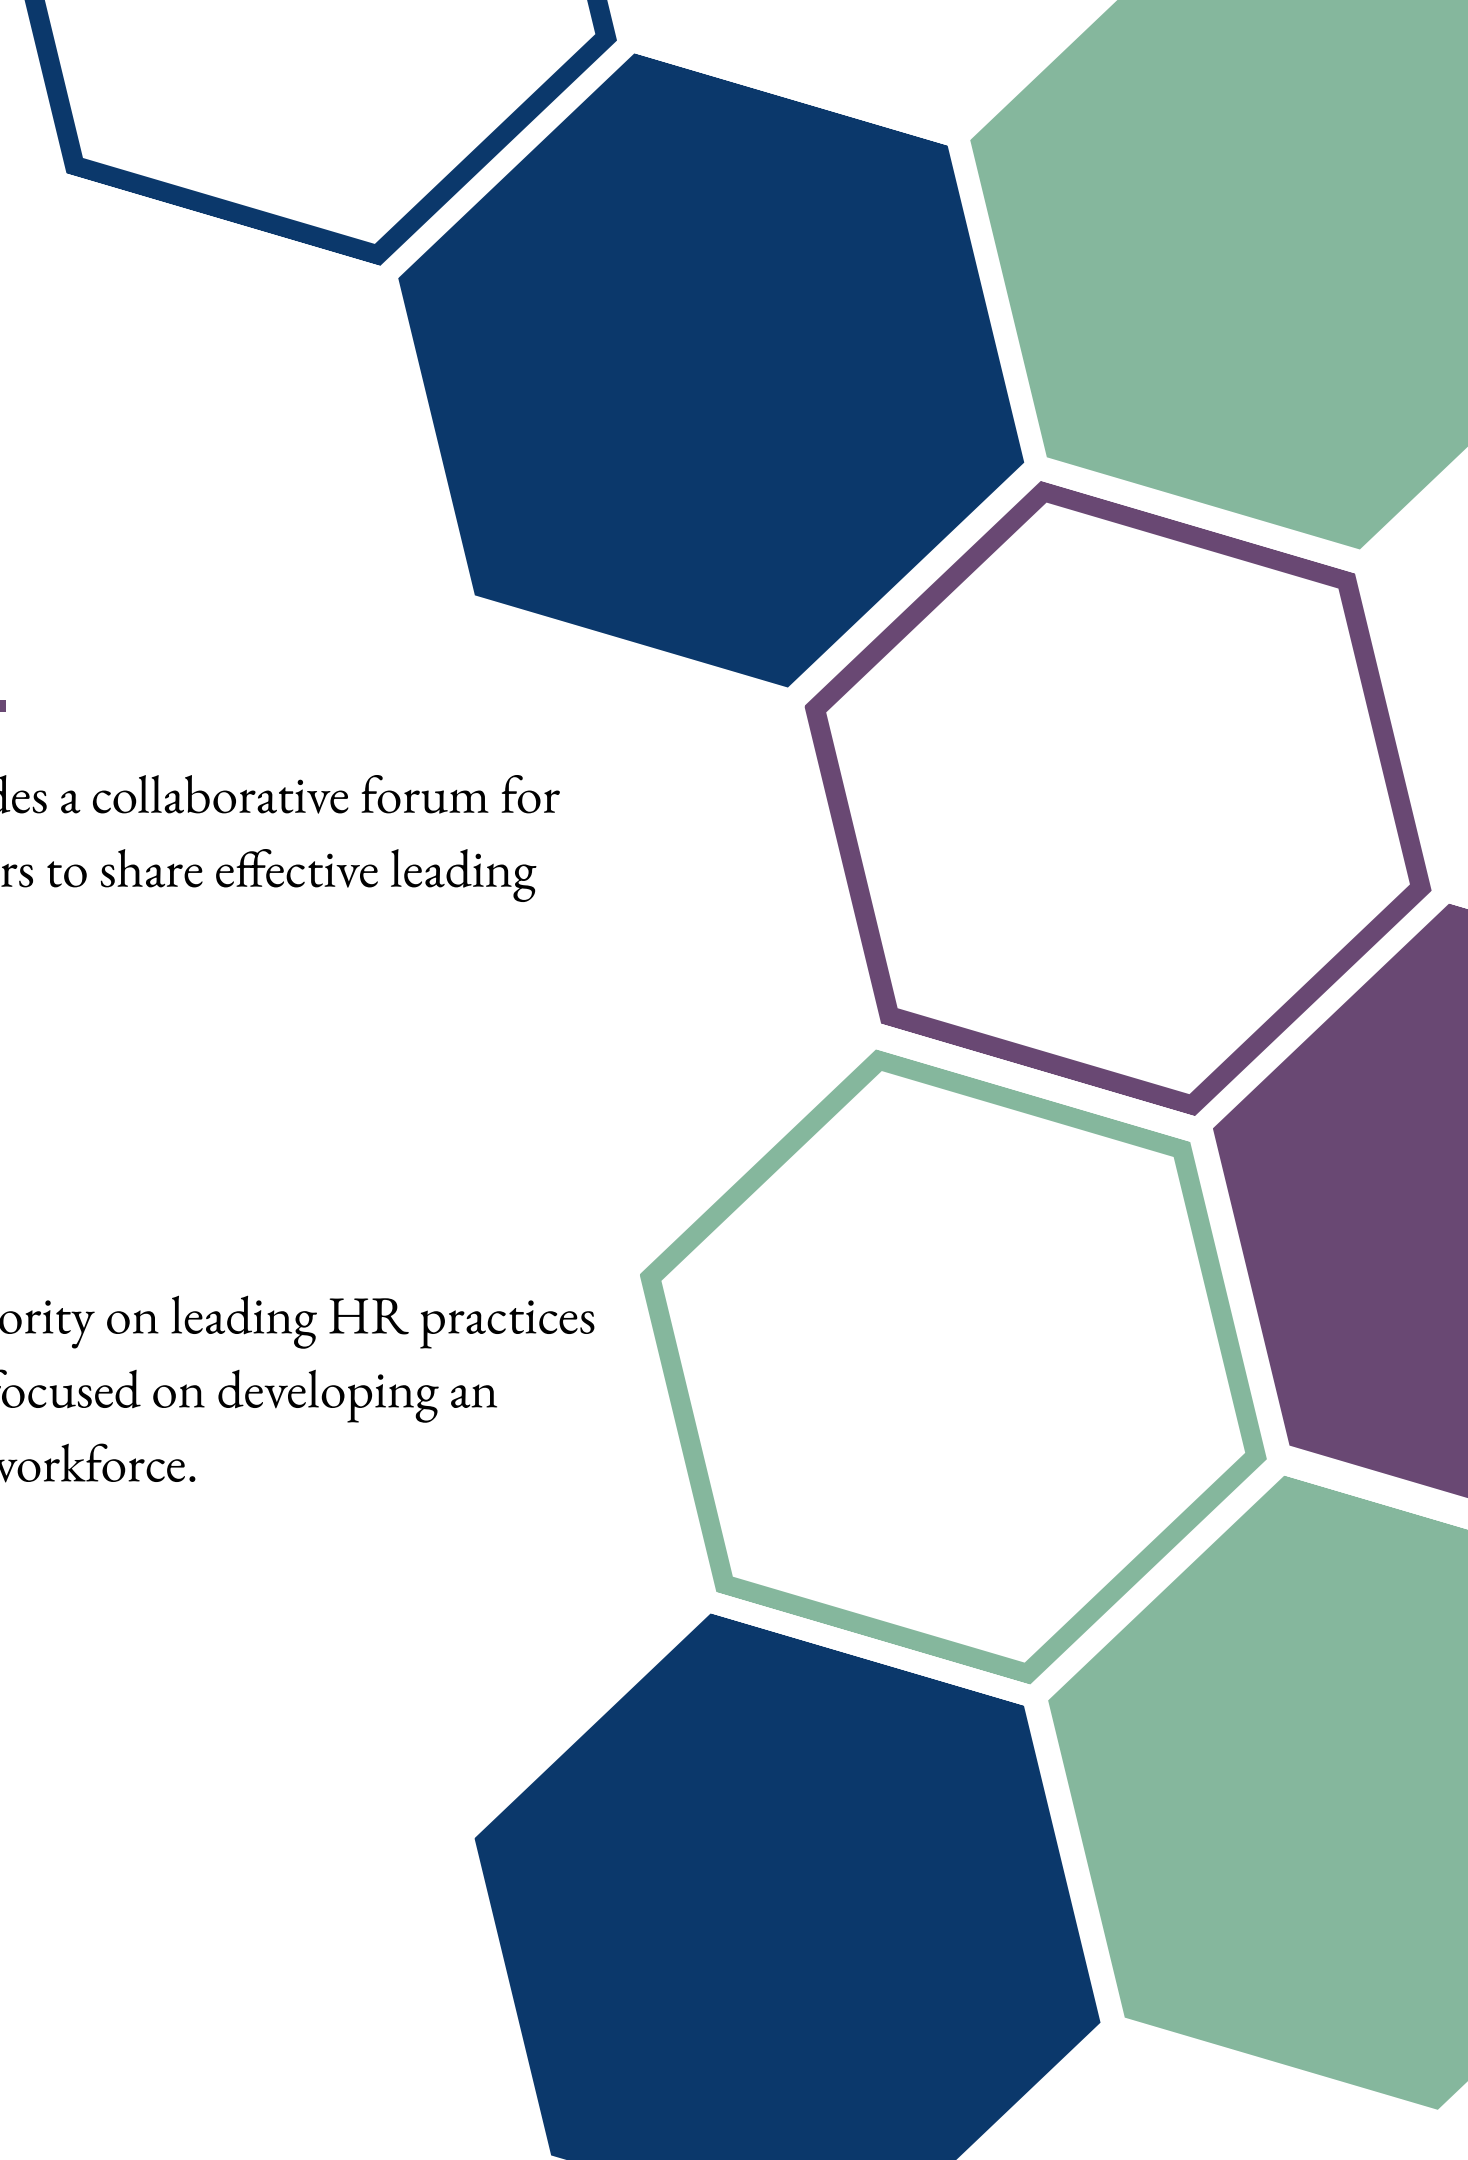 des a collaborative forum for
rs to share effective leading
ority on leading HR practices
focused on developing an
workforce.